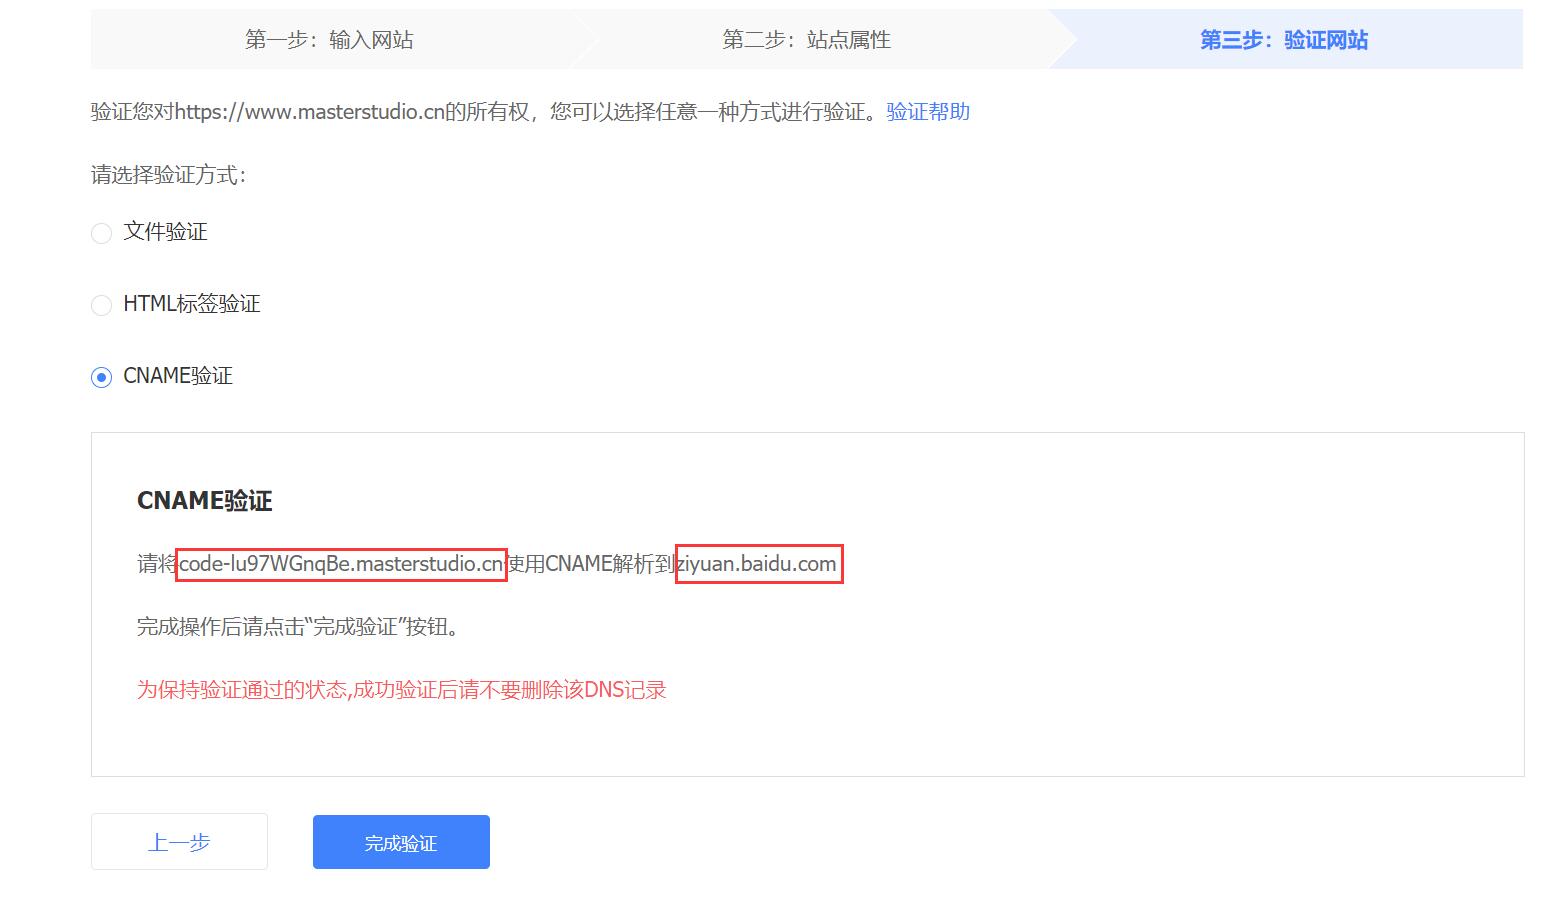 第一步：输入网站
第二步：站点属性
第三步：验证网站
验证您对https://www.masterstudio.cn的所有权，您可以选择任意一种方式进行验证。验证帮助
请选择验证方式：
文件验证
HTML标签验证
CNAME验证
CNAME验证
请将code-lu97WGnqBe.masterstudio.cn使用CNAME解析到ziyuan.baidu.com
完成操作后请点击“完成验证”按钮。
为保持验证通过的状态,成功验证后请不要删除该DNS记录
上一步
完成验证